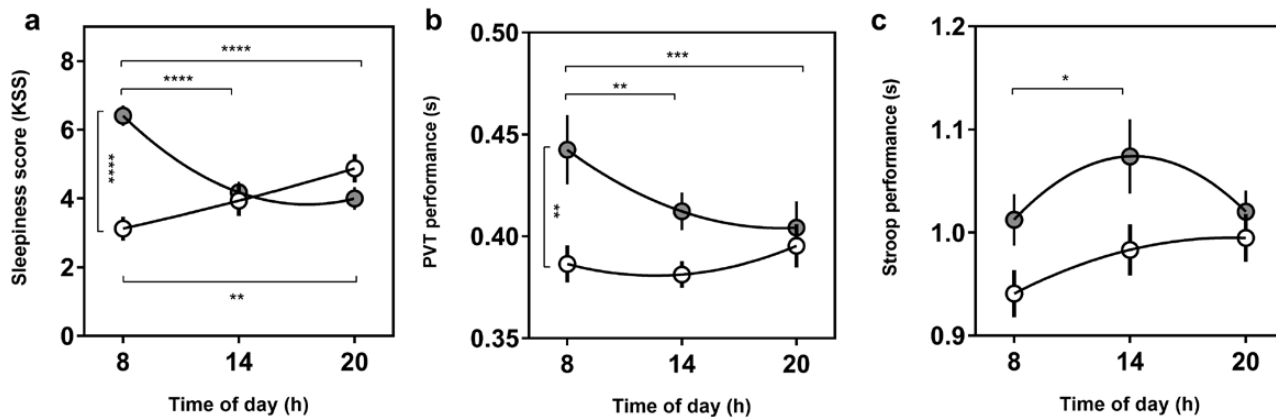 a
Sleepiness score (KSS)
8
6
4
2
0
****
****
****
**
8 14 20
Time of day (h)
b
PVT performance (s)
0.50
0.45
0.40
0.35
***
**
**
8 14 20
Time of day (h)
c
Stroop performance (s)
1.2
1.1
1.0
0.9
*
8 14 20
Time of day (h)